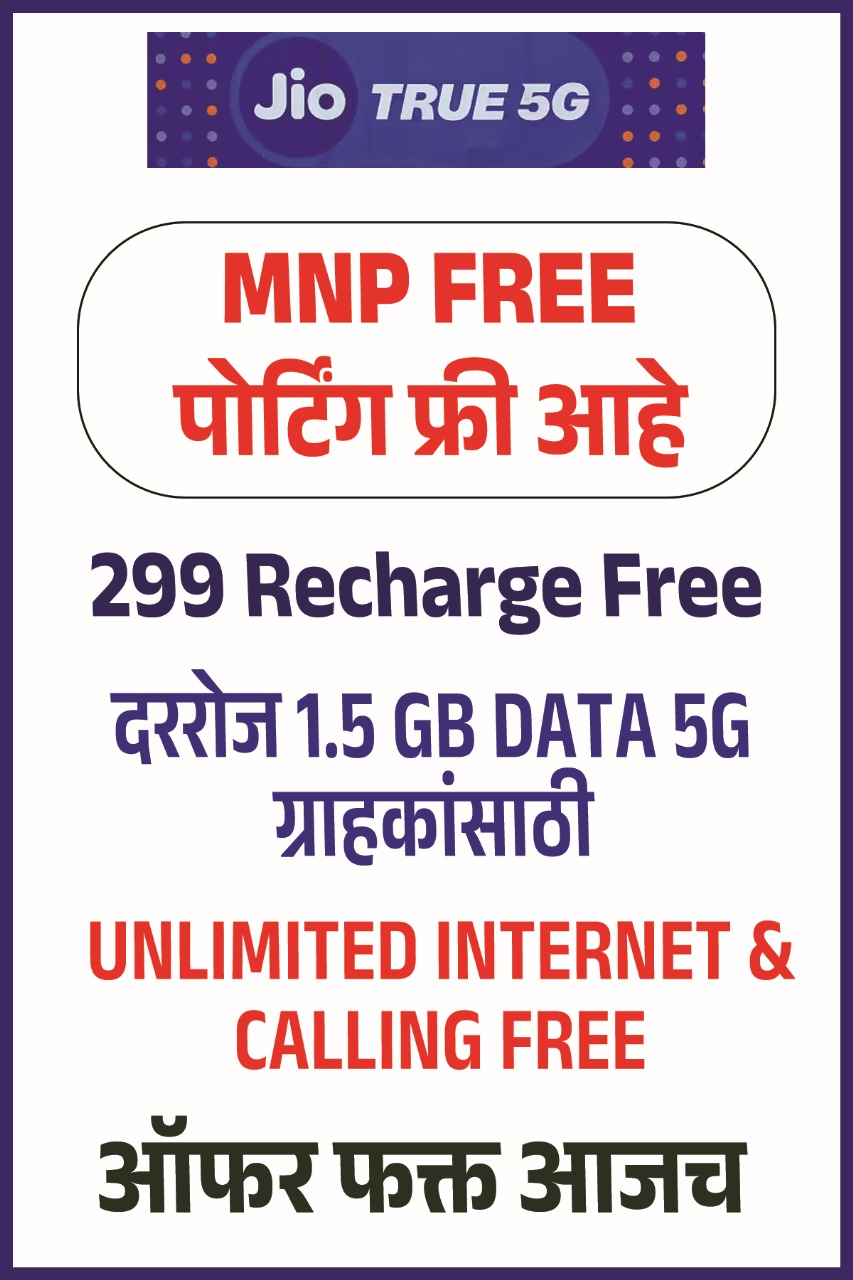 Jio TRUE 5G
MNP FREE
पोर्टिंग फ्री आहे
299 Recharge Free
दररोज 1.5 GB DATA 5G
ग्राहकांसाठी
UNLIMITED INTERNET &
CALLING FREE
ऑफर फक्त आजच